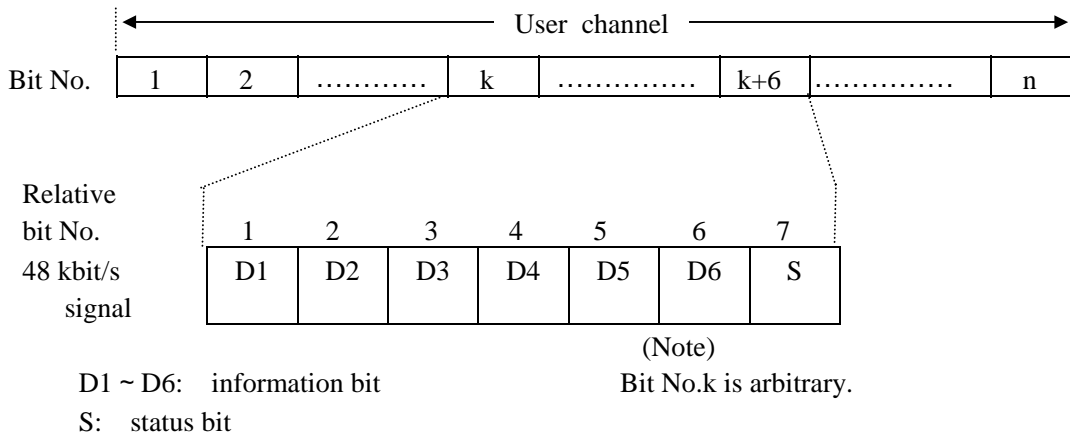 User channel
Bit No. 1 2 ............ k ............... k+6 ............... n
Relative
bit No. 1 2 3 4 5 6 7
48 kbit/s D1 D2 D3 D4 D5 D6 S
signal
(Note)
D1 ~ D6: information bit Bit No.k is arbitrary.
S: status bit